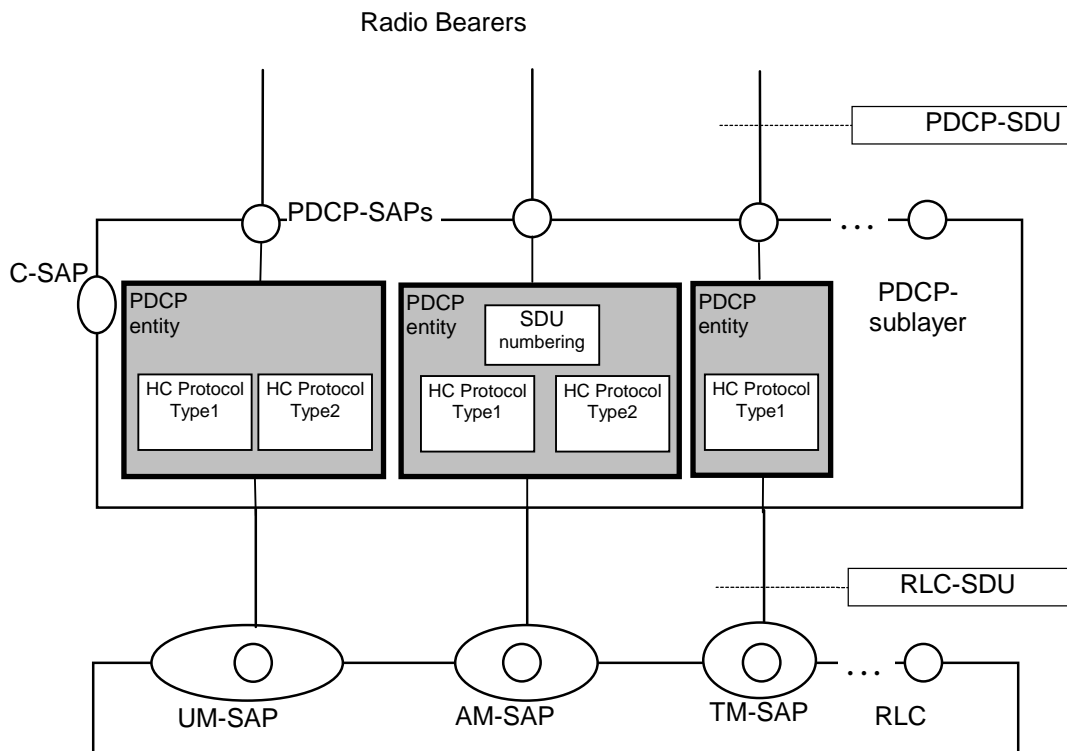 Radio Bearers
PDCP-SDU
PDCP-SAPs
...
C-SAP
PDCP
entity
HC Protocol
Type1
HC Protocol
Type2
PDCP
entity
SDU
numbering
HC Protocol
Type1
HC Protocol
Type2
PDCP
entity
HC Protocol
Type1
PDCP-
sublayer
RLC-SDU
...
UM-SAP
AM-SAP
TM-SAP
RLC